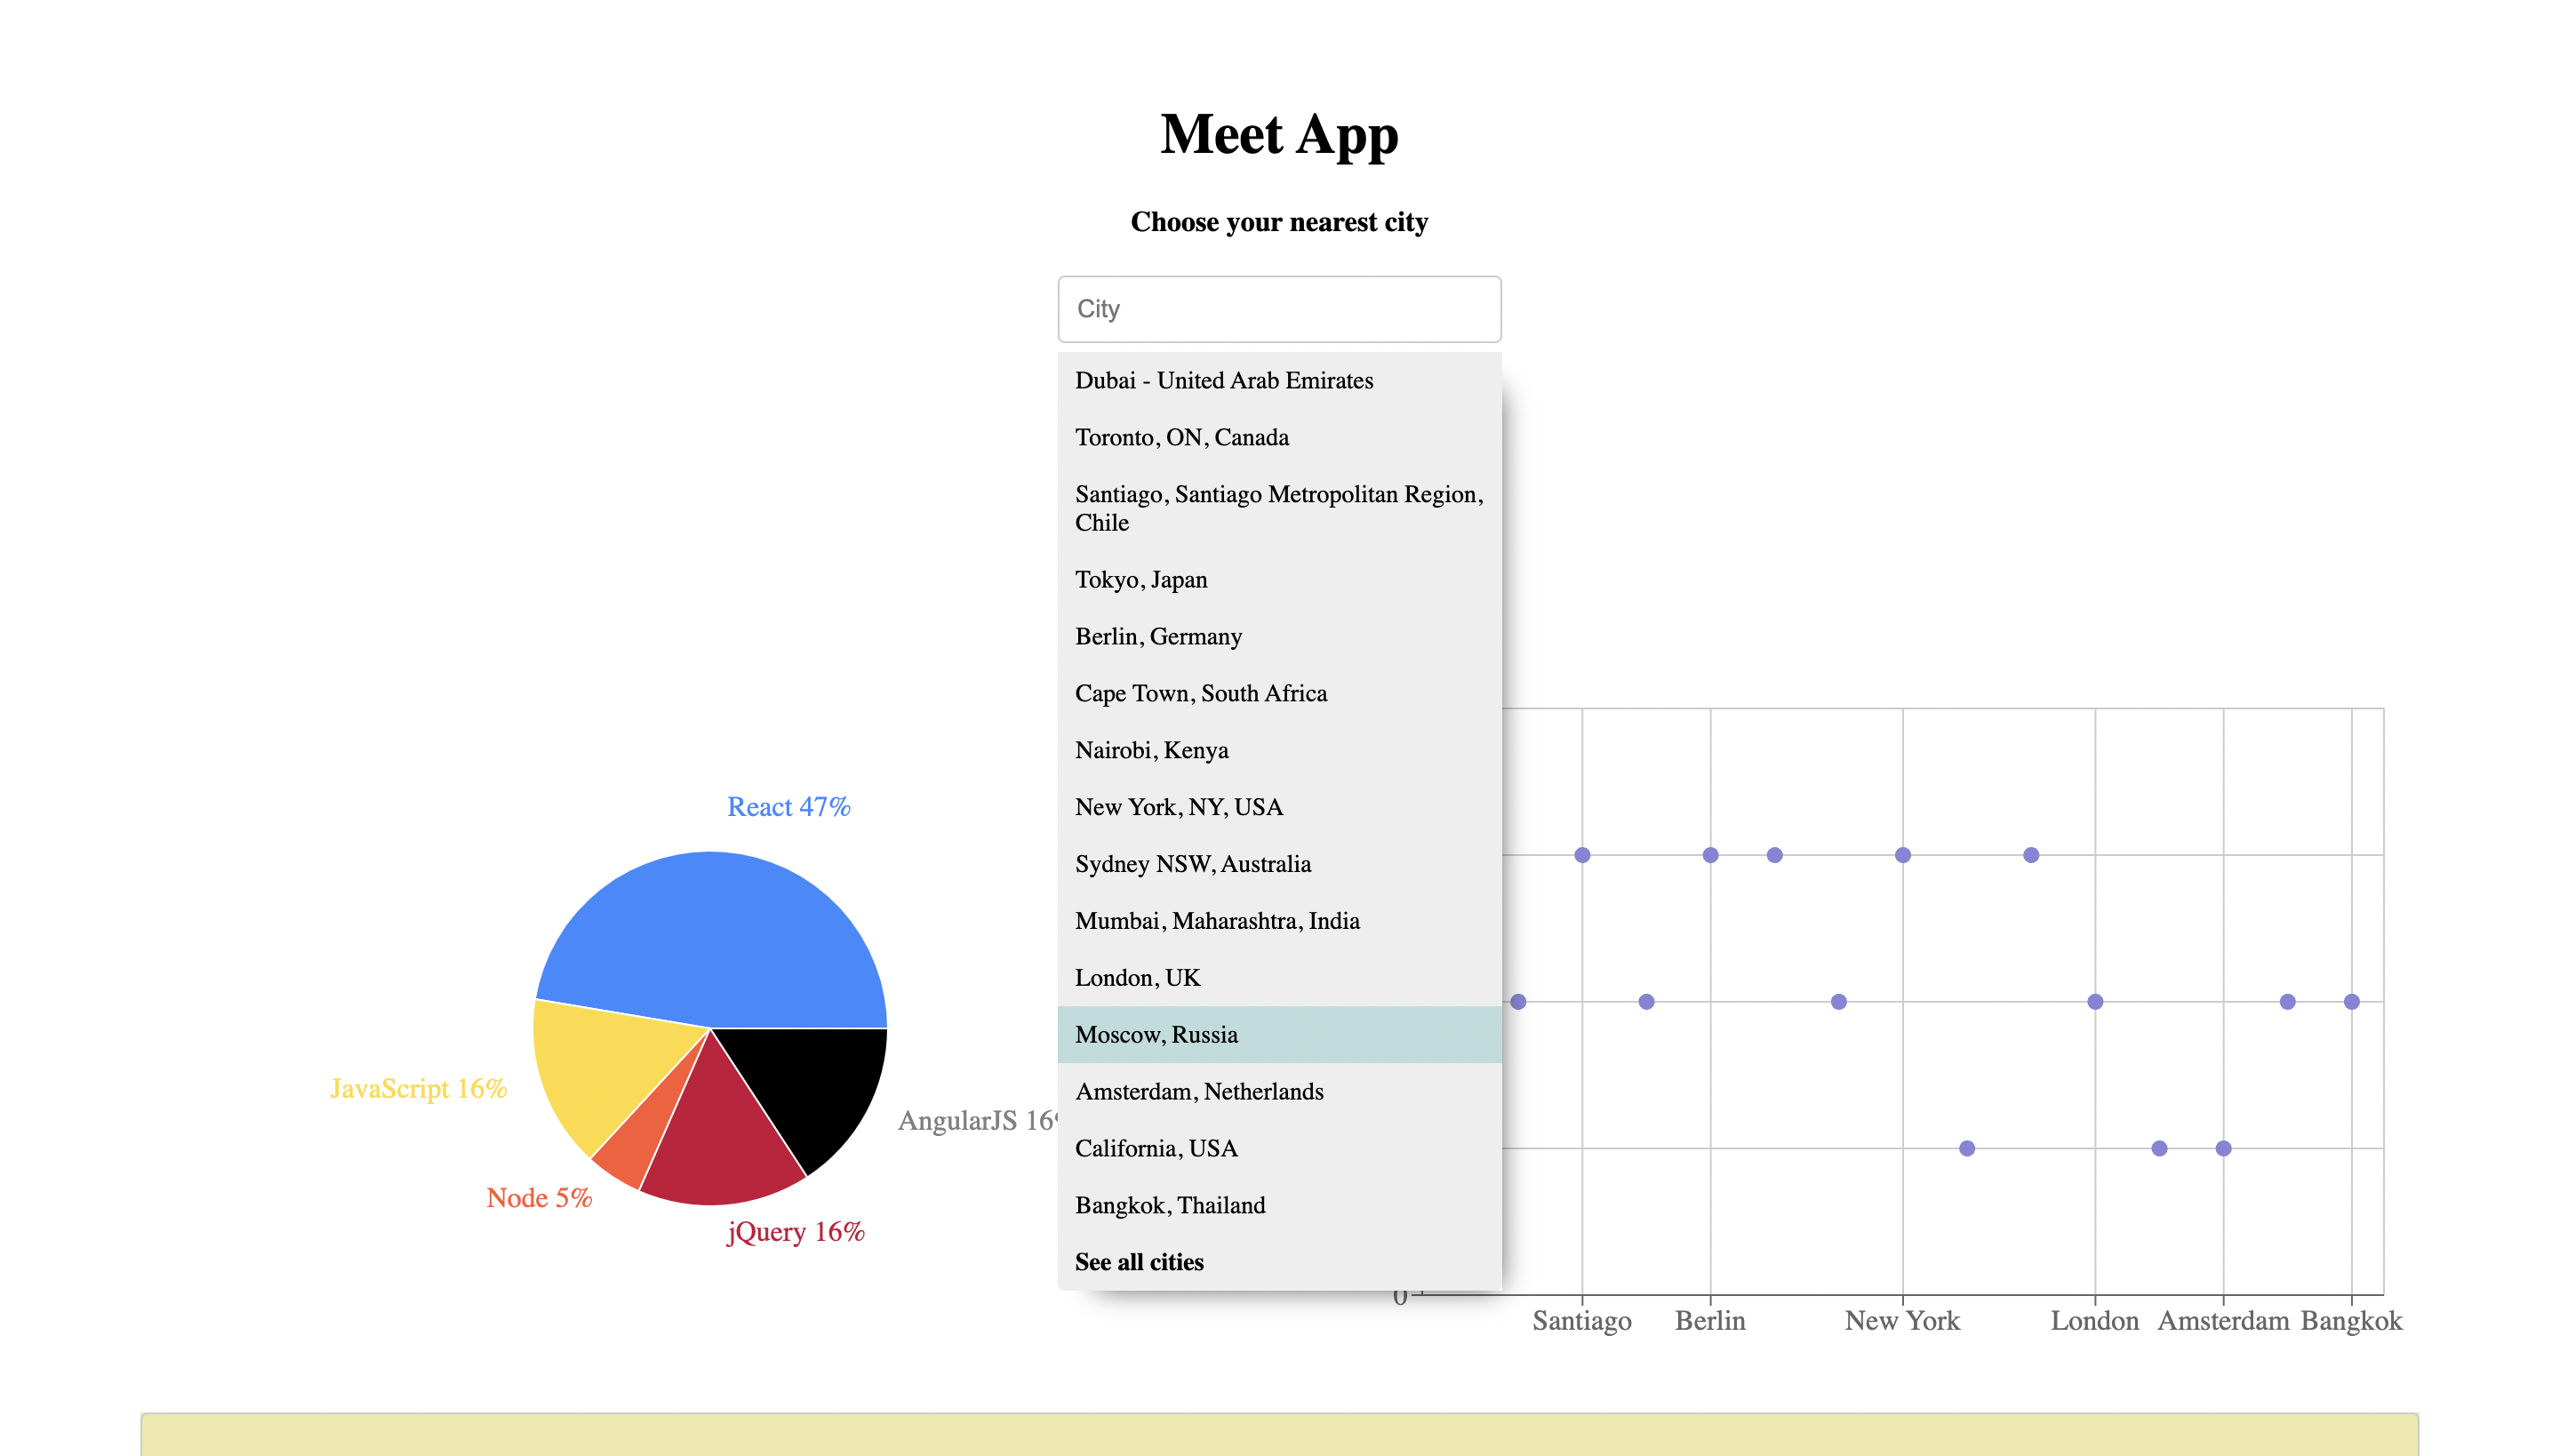 Meet App
Choose your nearest city
City
Dubai - United Arab Emirates
Toronto, ON, Canada
Santiago, Santiago Metropolitan Region,
Chile
Tokyo, Japan
Berlin, Germany
Cape Town, South Africa
Nairobi, Kenya
New York, NY, USA
Sydney NSW, Australia
Mumbai, Maharashtra, India
London, UK
Moscow, Russia
Amsterdam, Netherlands
California, USA
Bangkok, Thailand
See all cities
React 47%
JavaScript 16%
AngularJS 16
Node 5%
jQuery 16%
0
Santiago
Berlin
New York
London
Amsterdam
Bangkok